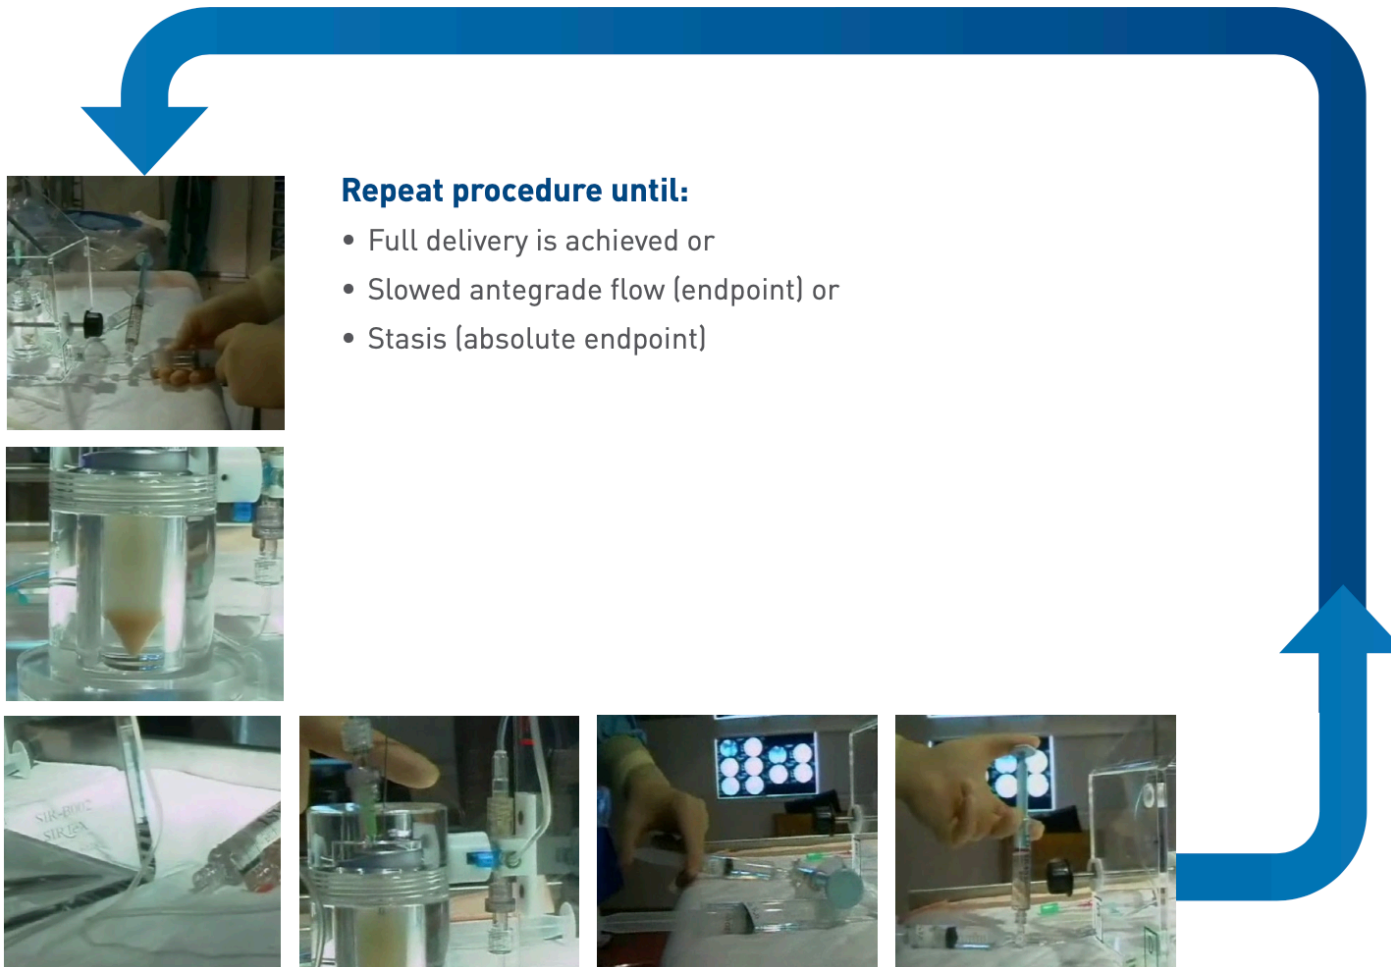 Repeat procedure until:
• Full delivery is achieved or
• Slowed antegrade flow (endpoint) or
• Stasis (absolute endpoint)